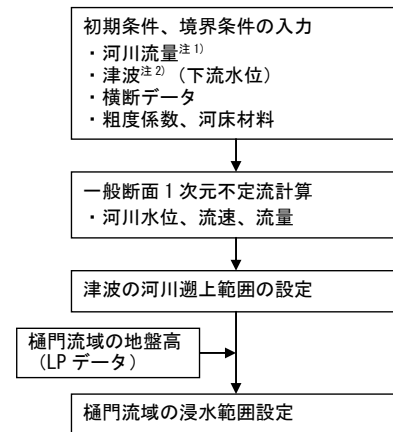 初期条件、境界条件の入力
・河川流量注 1)
・津波注 2)（下流水位）
・横断データ
・粗度係数、河床材料
一般断面 1 次元不定流計算
・河川水位、流速、流量
津波の河川遡上範囲の設定
樋門流域の地盤高
（LP データ）
樋門流域の浸水範囲設定